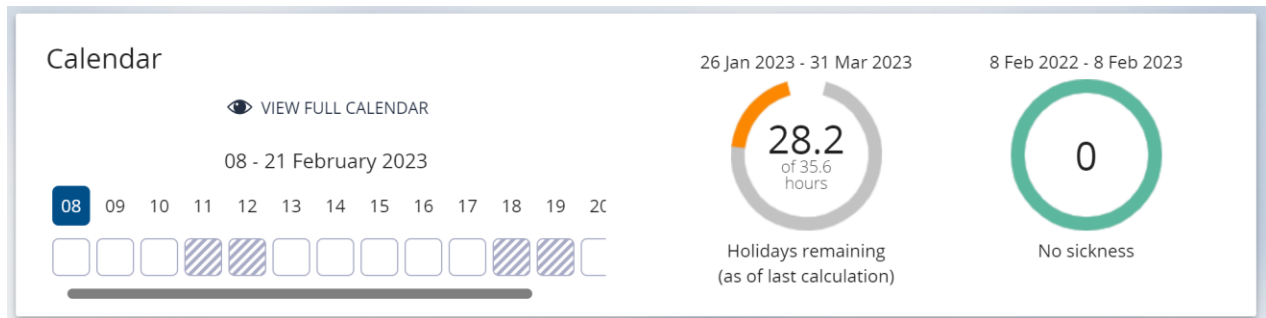 Calendar
VIEW FULL CALENDAR
08 - 21 February 2023
08 09 10 11 12 13 14 15 16 17 18 19 20
26 Jan 2023 - 31 Mar 2023
28.2
of 35.6
hours
Holidays remaining
(as of last calculation)
8 Feb 2022 - 8 Feb 2023
0
No sickness